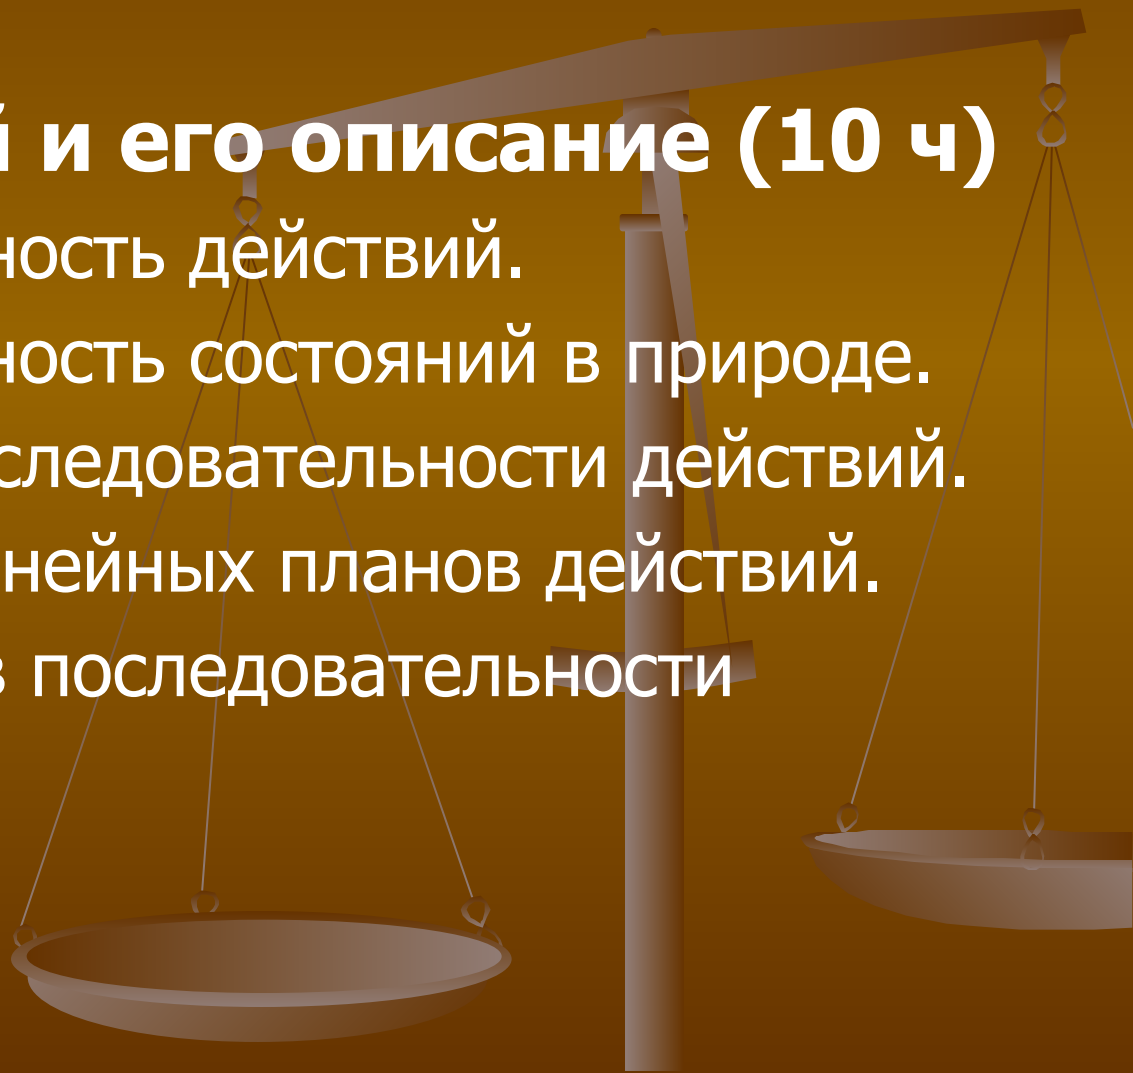 й и его описание (10 ч)
ность действий.
ность состояний в природе.
следовательности действий.
нейных планов действий.
в последовательности